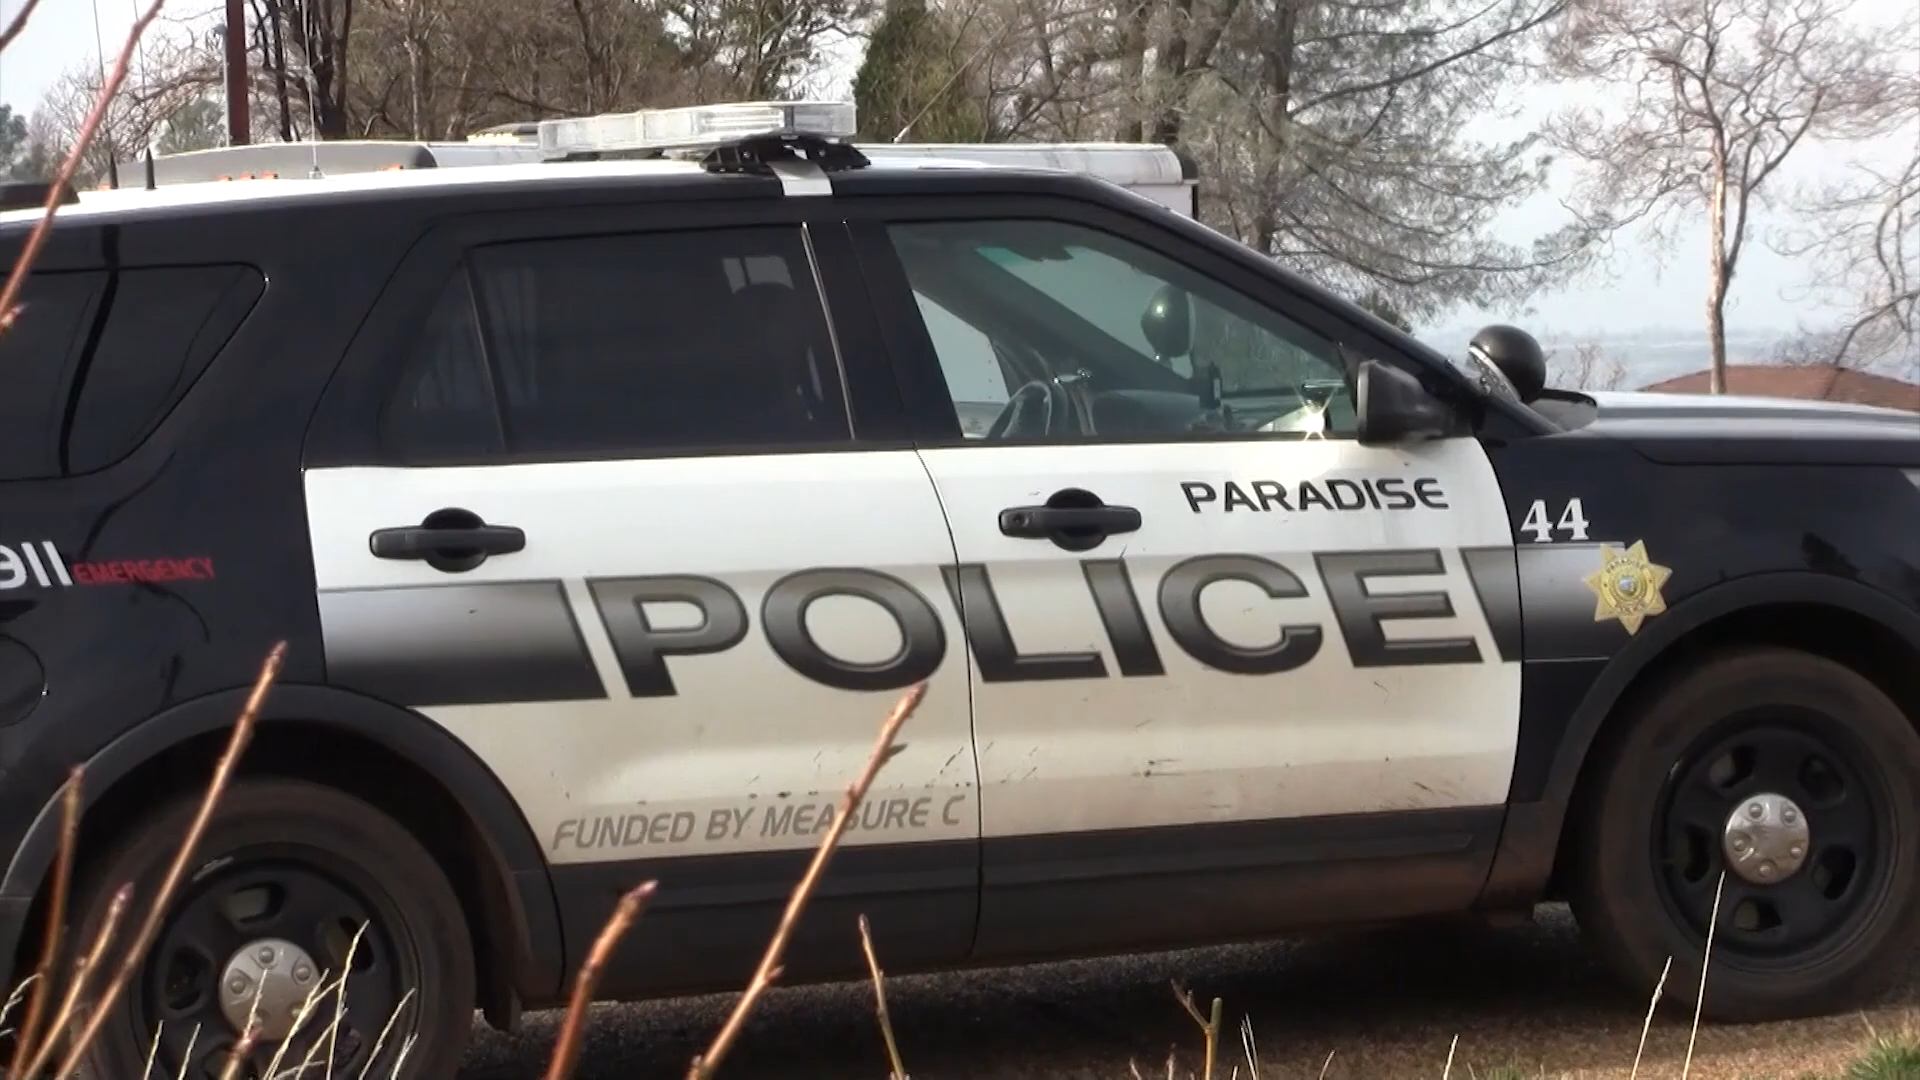 PARADISE
44
911 EMERGENCY
POLICE
FUNDED BY MEASURE C